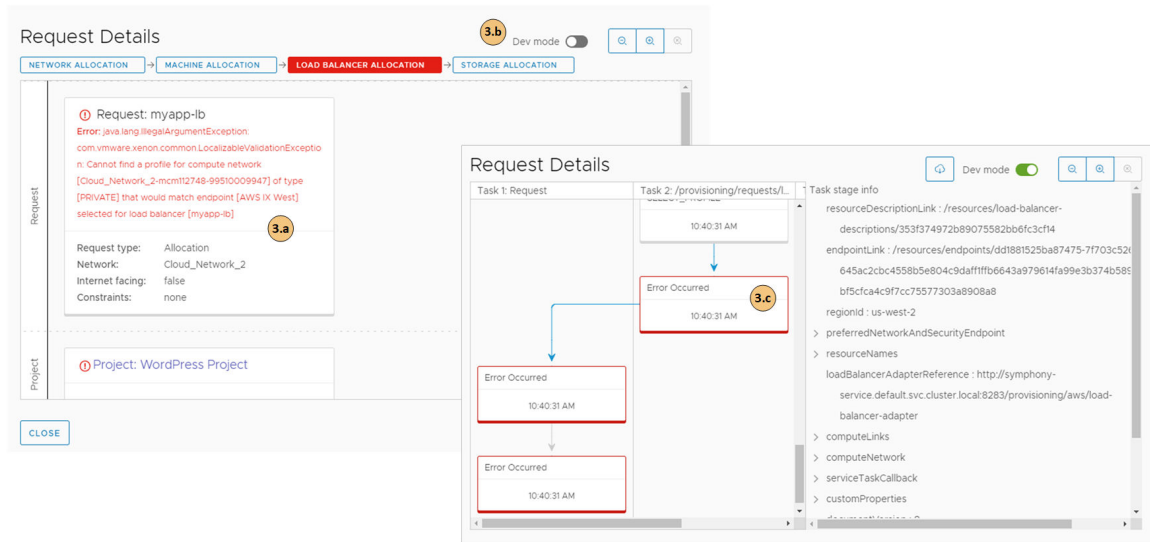 Request Details
3.b
Dev mode
NETWORK ALLOCATION
MACHINE ALLOCATION
LOAD BALANCER ALLOCATION
STORAGE ALLOCATION
Request
Request: myapp-lb
Error: java.lang.IllegalArgumentException:
com.vmware.xenon.common.LocalizableValidationExceptio
n: Cannot find a profile for compute network
[Cloud_Network_2-mcm112748-99510009947] of type
[PRIVATE] that would match endpoint [AWS IX West]
selected for load balancer [myapp-lb]
3.a
Request type: Allocation
Network: Cloud_Network_2
Internet facing: false
Constraints: none
Project
Project: WordPress Project
CLOSE
Request Details
Dev mode
Task 1: Request
Task 2: /provisioning/requests/l...
Task stage info
SELECT_PROFILE
10:40:31 AM
Error Occurred
3.c
10:40:31 AM
Error Occurred
10:40:31 AM
Error Occurred
10:40:31 AM
resourceDescriptionLink : /resources/load-balancer-
descriptions/353f374972b89075582bb6fc3cf14
endpointLink : /resources/endpoints/dd1881525ba87475-7f703c526
645ac2cbc4558b5e804c9daff1ffb6643a979614fa99e3b374b589
bf5cfca4c9f7cc75577303a8908a8
regionId : us-west-2
preferredNetworkAndSecurityEndpoint
resourceNames
loadBalancerAdapterReference : http://symphony-
service.default.svc.cluster.local:8283/provisioning/aws/load-
balancer-adapter
computeLinks
computeNetwork
serviceTaskCallback
customProperties